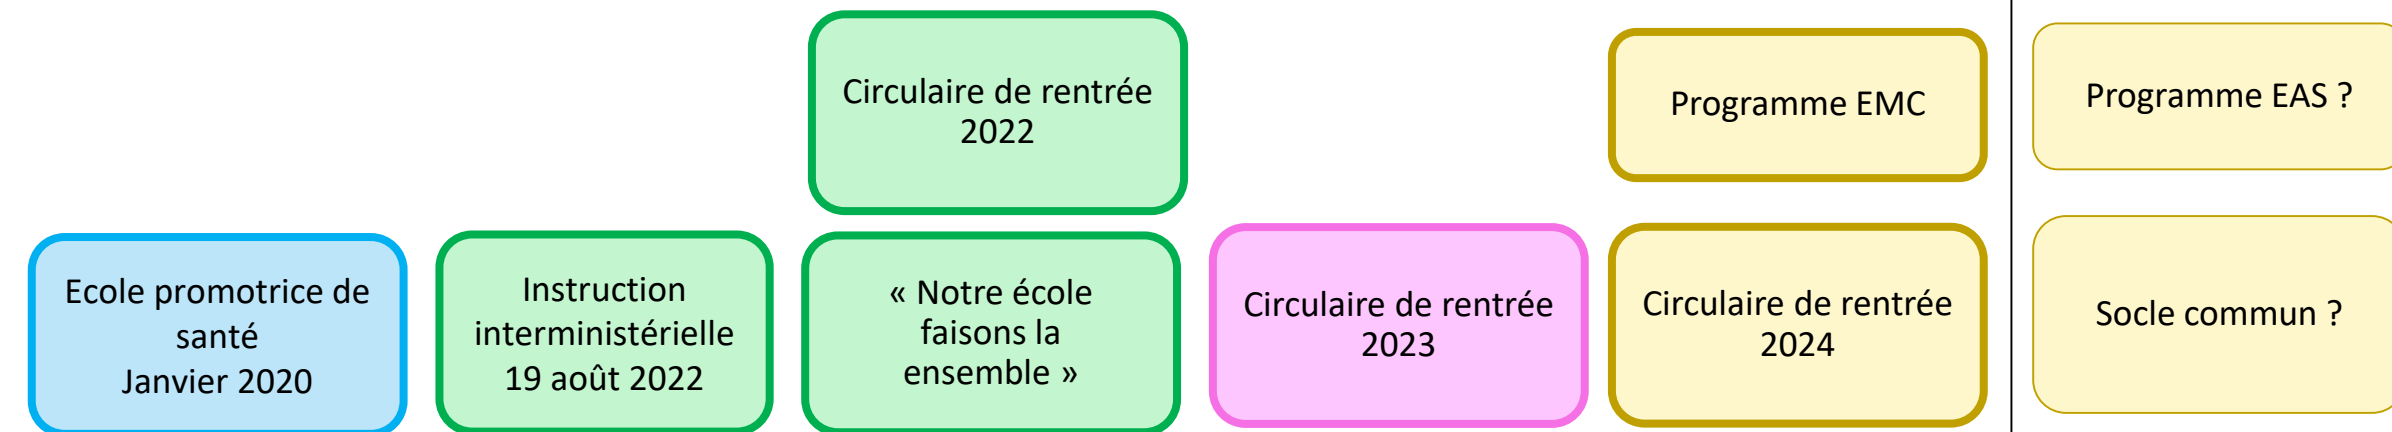 Circulaire de rentrée
2022
Programme EMC
Programme EAS ?
Ecole promotrice de
santé
Janvier 2020
Instruction
interministérielle
19 août 2022
« Notre école
faisons la
ensemble »
Circulaire de rentrée
2023
Circulaire de rentrée
2024
Socle commun ?